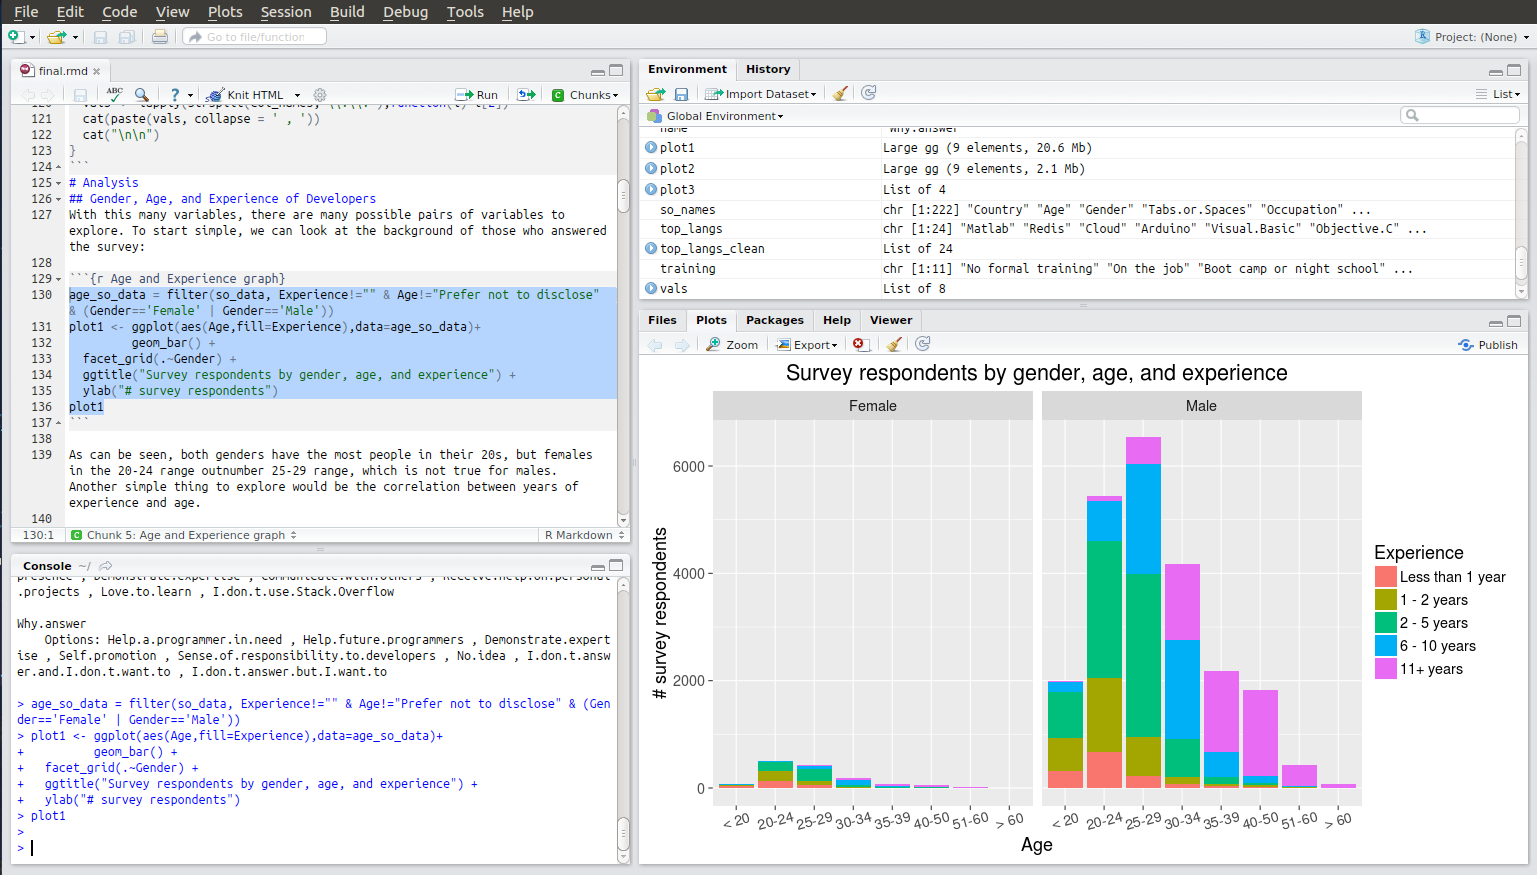 File Edit Code View Plots Session Build Debug Tools Help
Go to file/function
Project: (None)
final.rmd
ABC
Knit HTML
Run
Chunks
121 cat(paste(vals, collapse = ' , '))
122 cat("\n\n")
123 }
124 ```
125 # Analysis
126 ## Gender, Age, and Experience of Developers
127 With this many variables, there are many possible pairs of variables to
explore. To start simple, we can look at the background of those who answered
the survey:
128
129 ```{r Age and Experience graph}
130 age_so_data = filter(so_data, Experience!="" & Age!="Prefer not to disclose"
& (Gender=='Female' | Gender=='Male'))
131 plot1 <- ggplot(aes(Age,fill=Experience),data=age_so_data)+
132 geom_bar() +
133 facet_grid(.~Gender) +
134 ggtitle("Survey respondents by gender, age, and experience") +
135 ylab("# survey respondents")
136 plot1
137 ```
138
139 As can be seen, both genders have the most people in their 20s, but females
in the 20-24 range outnumber 25-29 range, which is not true for males.
Another simple thing to explore would be the correlation between years of
experience and age.
140
130:1 Chunk 5: Age and Experience graph R Markdown
Console ~/
presence , Demonstrate.expertise , Communicate.with.others , Receive.help.on.personal
.projects , Love.to.learn , I.don.t.use.Stack.Overflow
Why.answer
Options: Help.a.programmer.in.need , Help.future.programmers , Demonstrate.expert
ise , Self.promotion , Sense.of.responsibility.to.developers , No.idea , I.don.t.answ
er.and.I.don.t.want.to , I.don.t.answer.but.I.want.to
> age_so_data = filter(so_data, Experience!="" & Age!="Prefer not to disclose" & (Gen
der=='Female' | Gender=='Male'))
> plot1 <- ggplot(aes(Age,fill=Experience),data=age_so_data)+
+ geom_bar() +
+ facet_grid(.~Gender) +
+ ggtitle("Survey respondents by gender, age, and experience") +
+ ylab("# survey respondents")
> plot1
>
>
Environment History
Import Dataset
List
Global Environment
name Why.answer
plot1 Large gg (9 elements, 20.6 Mb)
plot2 Large gg (9 elements, 2.1 Mb)
plot3 List of 4
so_names chr [1:222] "Country" "Age" "Gender" "Tabs.or.Spaces" "Occupation" ...
top_langs chr [1:24] "Matlab" "Redis" "Cloud" "Arduino" "Visual.Basic" "Objective.C" ...
top_langs_clean List of 24
training chr [1:11] "No formal training" "On the job" "Boot camp or night school" ...
vals List of 8
Files Plots Packages Help Viewer
Zoom Export Publish
Survey respondents by gender, age, and experience
Female Male
# survey respondents
6000
4000
2000
0
< 20 20-24 25-29 30-34 35-39 40-50 51-60 > 60
< 20 20-24 25-29 30-34 35-39 40-50 51-60 > 60
Age
Experience
Less than 1 year
1 - 2 years
2 - 5 years
6 - 10 years
11+ years